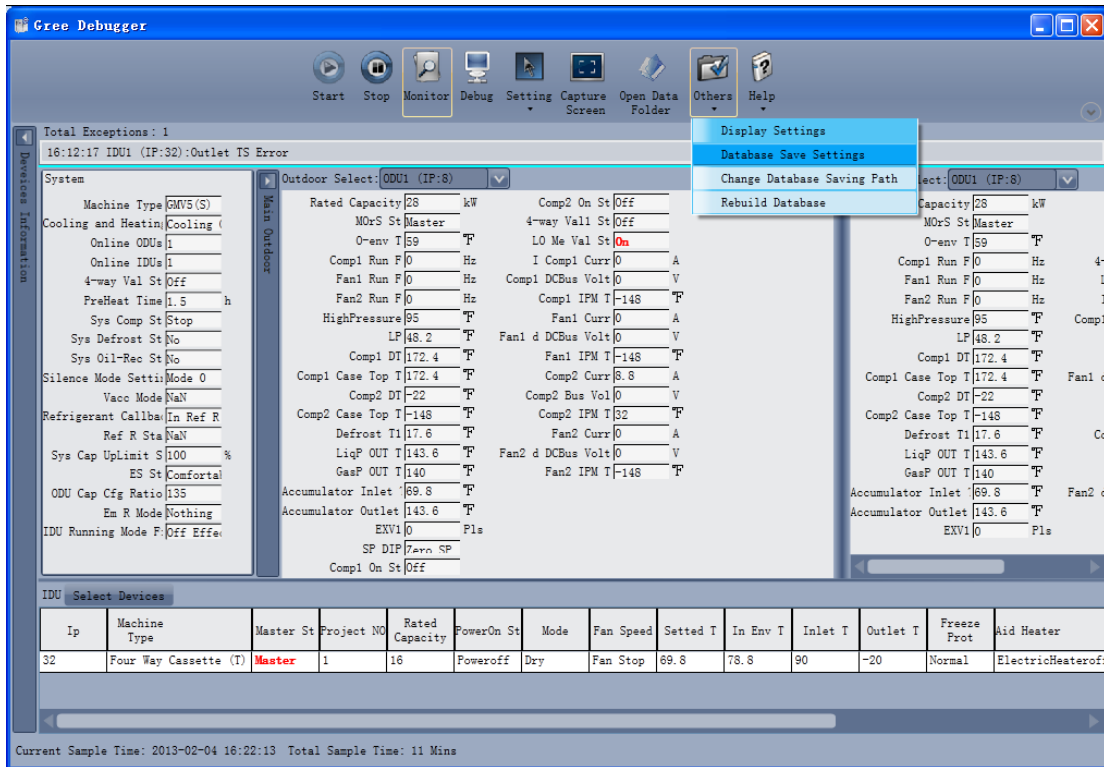 Gree Debugger
Start Stop Monitor Debug Setting Capture Screen Open Data Folder Others Help
Total Exceptions: 1
16:12:17 IDU1 (IP:32):Outlet TS Error
Display Settings
Database Save Settings
Change Database Saving Path
Rebuild Database
Deveices Information
System
Machine Type GMV5(S)
Cooling and Heatin Cooling (
Online ODUs 1
Online IDUs 1
4-way Val St Off
PreHeat Time 1.5 h
Sys Comp St Stop
Sys Defrost St No
Sys Oil-Rec St No
Silence Mode Setti Mode 0
Vacc Mode NaN
Refrigerant Callba In Ref R
Ref R Sta NaN
Sys Cap UpLimit S 100 %
ES St Comfortal
ODU Cap Cfg Ratio 135
Em R Mode Nothing
IDU Running Mode F: Off Effec
Main Outdoor
Outdoor Select: ODU1 (IP:8)
Rated Capacity 28 kW
MOrS St Master
O-env T 59 ℉
Comp1 Run F 0 Hz
Fan1 Run F 0 Hz
Fan2 Run F 0 Hz
HighPressure 95 ℉
LP 48.2 ℉
Comp1 DT 172.4 ℉
Comp1 Case Top T 172.4 ℉
Comp2 DT -22 ℉
Comp2 Case Top T -148 ℉
Defrost T1 17.6 ℉
LiqP OUT T 143.6 ℉
GasP OUT T 140 ℉
Accumulator Inlet 69.8 ℉
Accumulator Outlet 143.6 ℉
EXV1 0 Pls
SP DIP Zero SP
Comp1 On St Off
Comp2 On St Off
4-way Val1 St Off
LO Me Val St On
I Comp1 Curr 0 A
Comp1 DCBus Volt 0 V
Comp1 IPM T -148 ℉
Fan1 Curr 0 A
Fan1 d DCBus Volt 0 V
Fan1 IPM T -148 ℉
Comp2 Curr 8.8 A
Comp2 Bus Vol 0 V
Comp2 IPM T 32 ℉
Fan2 Curr 0 A
Fan2 d DCBus Volt 0 V
Fan2 IPM T -148 ℉
lect: ODU1 (IP:8)
Capacity 28 kW
MOrS St Master
O-env T 59 ℉
Comp1 Run F 0 Hz 4-
Fan1 Run F 0 Hz
Fan2 Run F 0 Hz
HighPressure 95 ℉ Comp1
LP 48.2 ℉
Comp1 DT 172.4 ℉
Comp1 Case Top T 172.4 ℉ Fan1 d
Comp2 DT -22 ℉
Comp2 Case Top T -148 ℉
Defrost T1 17.6 ℉ Co
LiqP OUT T 143.6 ℉
GasP OUT T 140 ℉
Accumulator Inlet 69.8 ℉ Fan2 d
Accumulator Outlet 143.6 ℉
EXV1 0 Pls
IDU Select Devices
Ip Machine Type Master St Project NO Rated Capacity PowerOn St Mode Fan Speed Setted T In Env T Inlet T Outlet T Freeze Prot Aid Heater
32 Four Way Cassette (T) Master 1 16 Poweroff Dry Fan Stop 69.8 78.8 90 -20 Normal ElectricHeaterof
Current Sample Time: 2013-02-04 16:22:13 Total Sample Time: 11 Mins